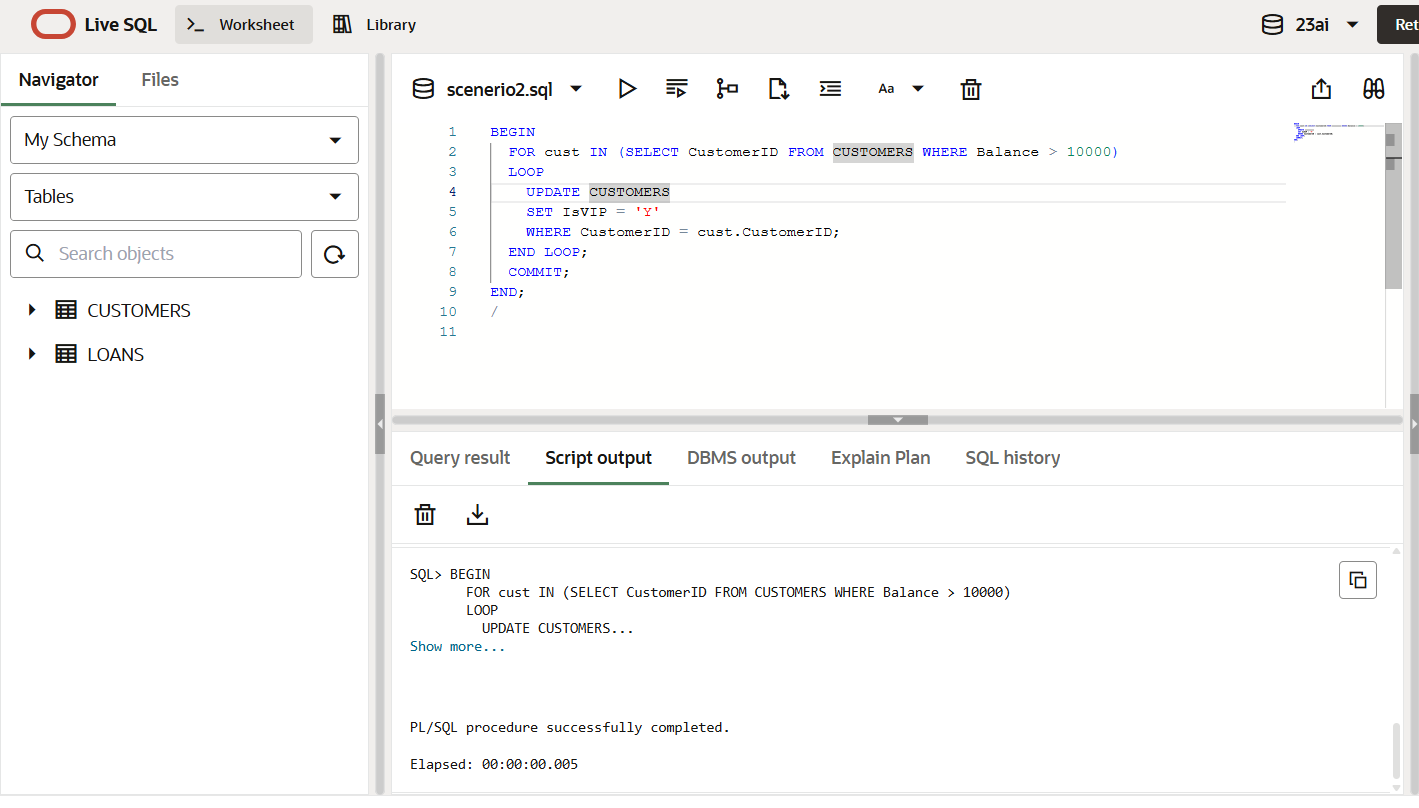 Live SQL
>_ Worksheet
Library
23ai
Ret
Navigator
Files
My Schema
Tables
Search objects
CUSTOMERS
LOANS
scenerio2.sql
Aa
1 BEGIN
2 FOR cust IN (SELECT CustomerID FROM CUSTOMERS WHERE Balance > 10000)
3 LOOP
4 UPDATE CUSTOMERS
5 SET IsVIP = 'Y'
6 WHERE CustomerID = cust.CustomerID;
7 END LOOP;
8 COMMIT;
9 END;
10 /
11
Query result
Script output
DBMS output
Explain Plan
SQL history
SQL> BEGIN
FOR cust IN (SELECT CustomerID FROM CUSTOMERS WHERE Balance > 10000)
LOOP
UPDATE CUSTOMERS...
Show more...
PL/SQL procedure successfully completed.
Elapsed: 00:00:00.005